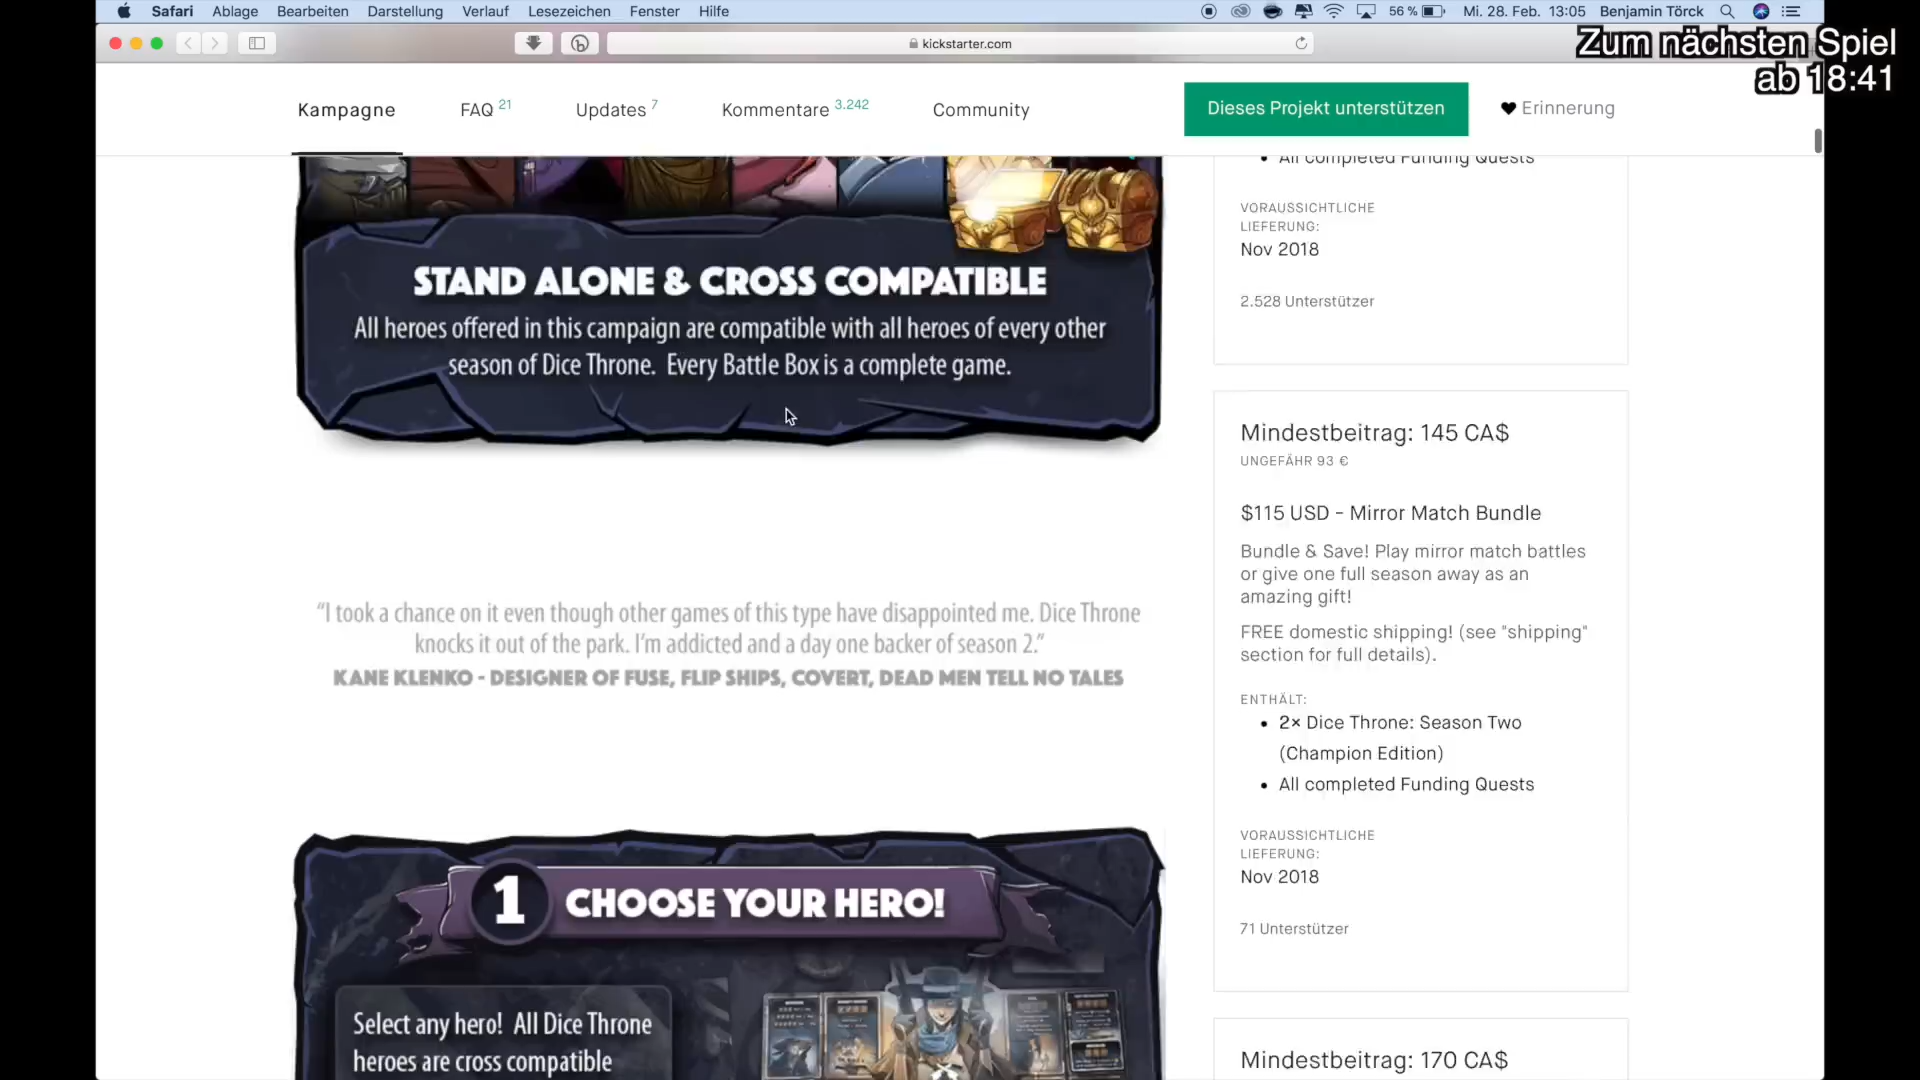 Safari Ablage Bearbeiten Darstellung Verlauf Lesezeichen Fenster Hilfe 56 % Mi. 28. Feb. 13:05 Benjamin Törck
kickstarter.com
Zum nächsten Spiel
ab 18:41
Kampagne FAQ 21 Updates 7 Kommentare 3.242 Community Dieses Projekt unterstützen Erinnerung
STAND ALONE & CROSS COMPATIBLE
All heroes offered in this campaign are compatible with all heroes of every other
season of Dice Throne. Every Battle Box is a complete game.
“I took a chance on it even though other games of this type have disappointed me. Dice Throne
knocks it out of the park. I’m addicted and a day one backer of season 2.”
KANE KLENKO - DESIGNER OF FUSE, FLIP SHIPS, COVERT, DEAD MEN TELL NO TALES
1 CHOOSE YOUR HERO!
Select any hero! All Dice Throne
heroes are cross compatible
All completed Funding Quests
VORAUSSICHTLICHE
LIEFERUNG:
Nov 2018
2.528 Unterstützer
Mindestbeitrag: 145 CA$
UNGEFÄHR 93 €
$115 USD - Mirror Match Bundle
Bundle & Save! Play mirror match battles
or give one full season away as an
amazing gift!
FREE domestic shipping! (see "shipping"
section for full details).
ENTHÄLT:
2× Dice Throne: Season Two
(Champion Edition)
All completed Funding Quests
VORAUSSICHTLICHE
LIEFERUNG:
Nov 2018
71 Unterstützer
Mindestbeitrag: 170 CA$